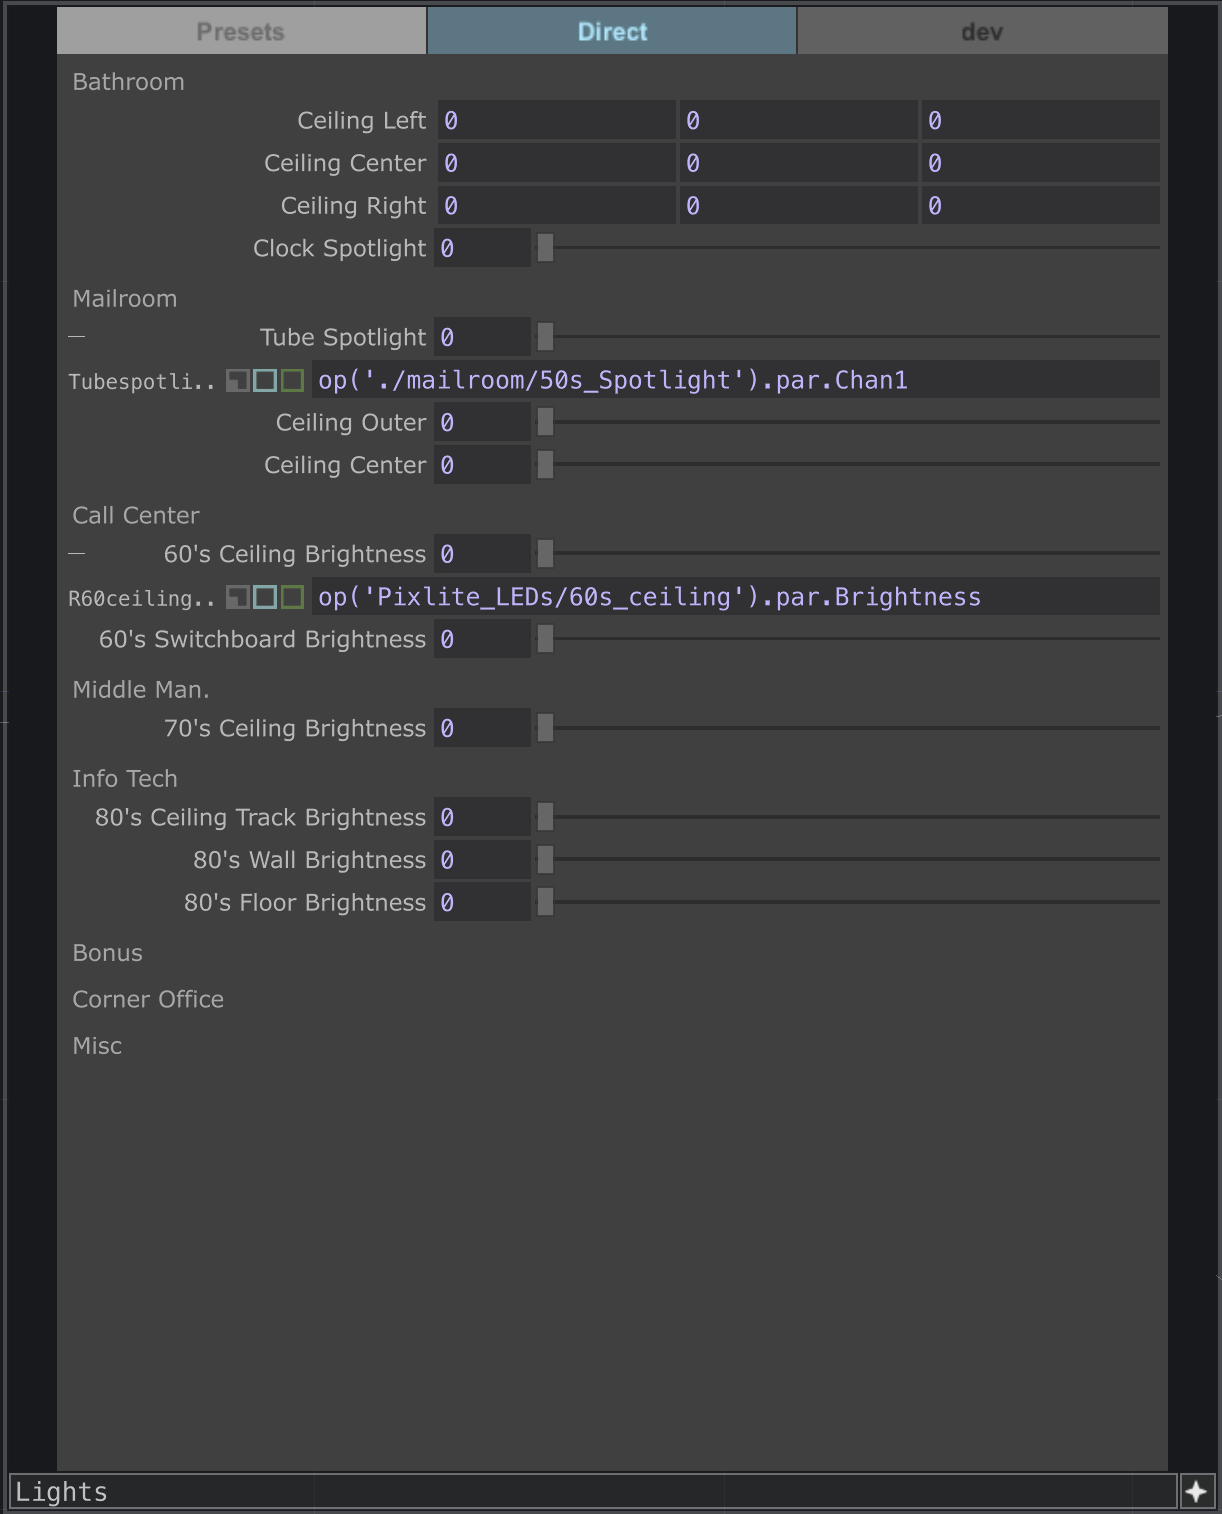 Presets Direct dev
Bathroom
Ceiling Left 0 0 0
Ceiling Center 0 0 0
Ceiling Right 0 0 0
Clock Spotlight 0
Mailroom
Tube Spotlight 0
Tubespotli.. op('./mailroom/50s_Spotlight').par.Chan1
Ceiling Outer 0
Ceiling Center 0
Call Center
60's Ceiling Brightness 0
R60ceiling.. op('Pixlite_LEDs/60s_ceiling').par.Brightness
60's Switchboard Brightness 0
Middle Man.
70's Ceiling Brightness 0
Info Tech
80's Ceiling Track Brightness 0
80's Wall Brightness 0
80's Floor Brightness 0
Bonus
Corner Office
Misc
Lights